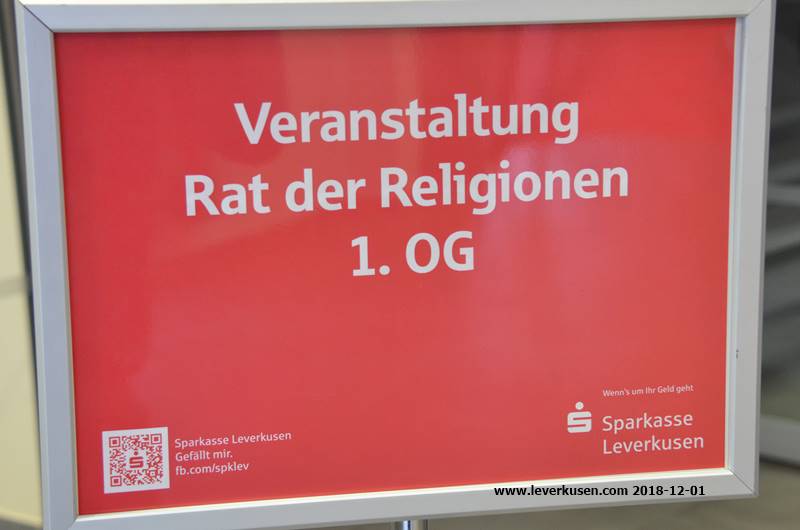 Veranstaltung
Rat der Religionen
1. OG
Wenn's um Ihr Geld geht
Sparkasse
Leverkusen
Sparkasse Leverkusen
Gefällt mir.
fb.com/spklev
www.leverkusen.com 2018-12-01